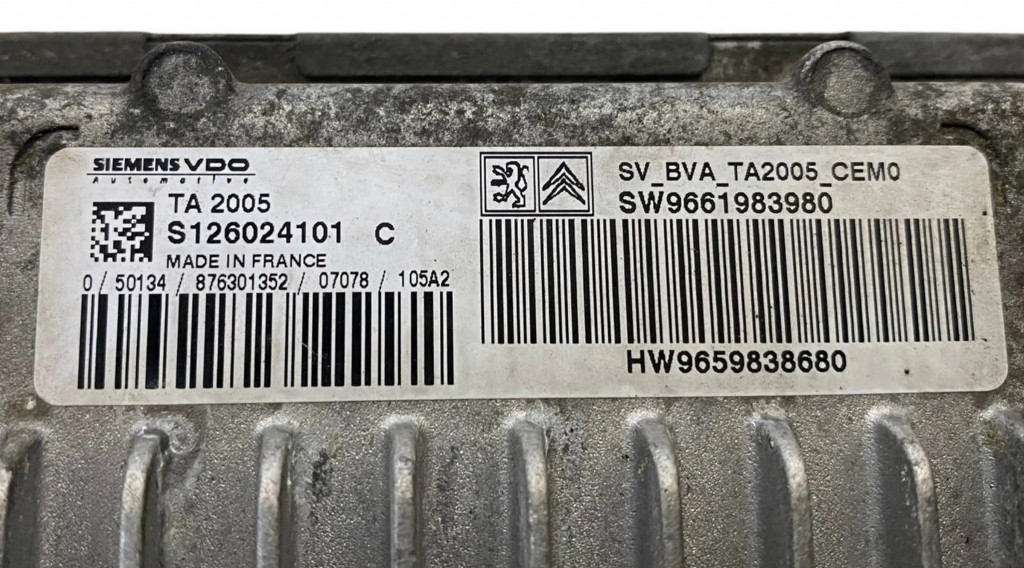 SIEMENS VDO
Automotive
TA 2005
S126024101 C
MADE IN FRANCE
0 / 50134 / 876301352 / 07078 / 105A2
SV_BVA_TA2005_CEM0
SW9661983980
HW9659838680